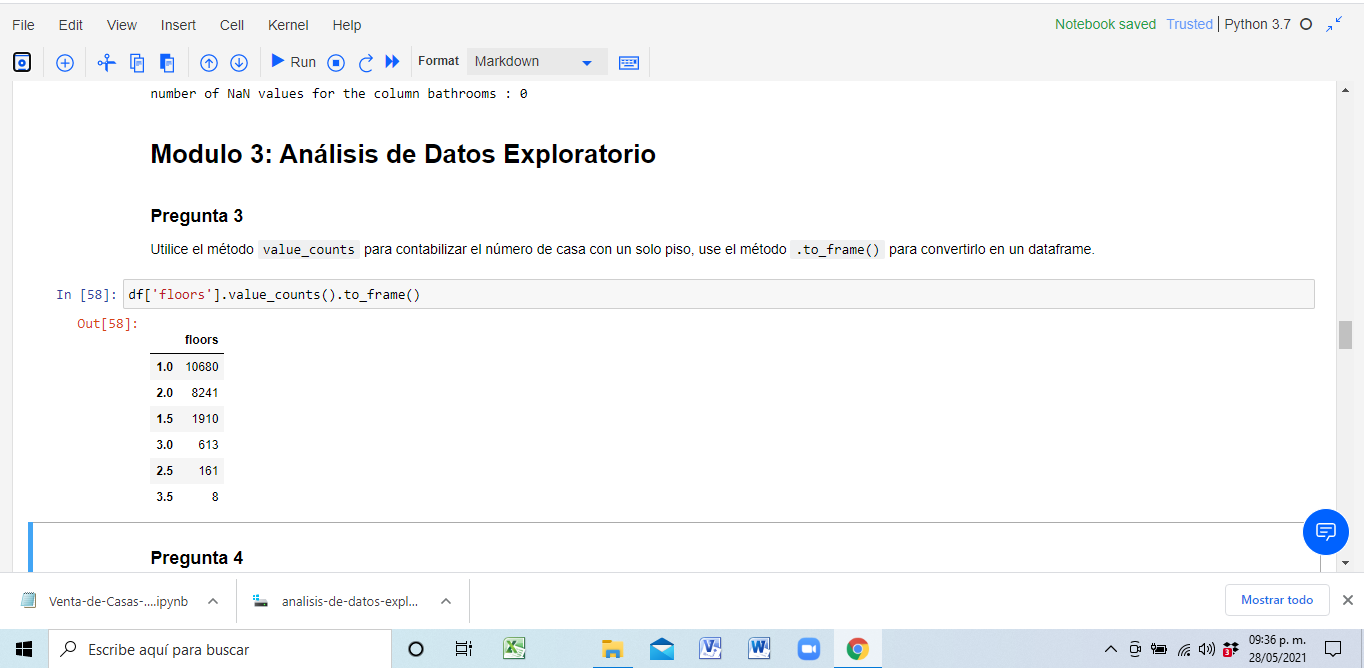 File Edit View Insert Cell Kernel Help Notebook saved Trusted | Python 3.7
Run Format Markdown
number of NaN values for the column bathrooms : 0
Modulo 3: Análisis de Datos Exploratorio
Pregunta 3
Utilice el método value_counts para contabilizar el número de casa con un solo piso, use el método .to_frame() para convertirlo en un dataframe.
In [58]: df['floors'].value_counts().to_frame()
Out[58]:
floors
1.0 10680
2.0 8241
1.5 1910
3.0 613
2.5 161
3.5 8
Pregunta 4
Venta-de-Casas-....ipynb analisis-de-datos-expl... Mostrar todo
Escribe aquí para buscar
3
09:36 p. m.
28/05/2021